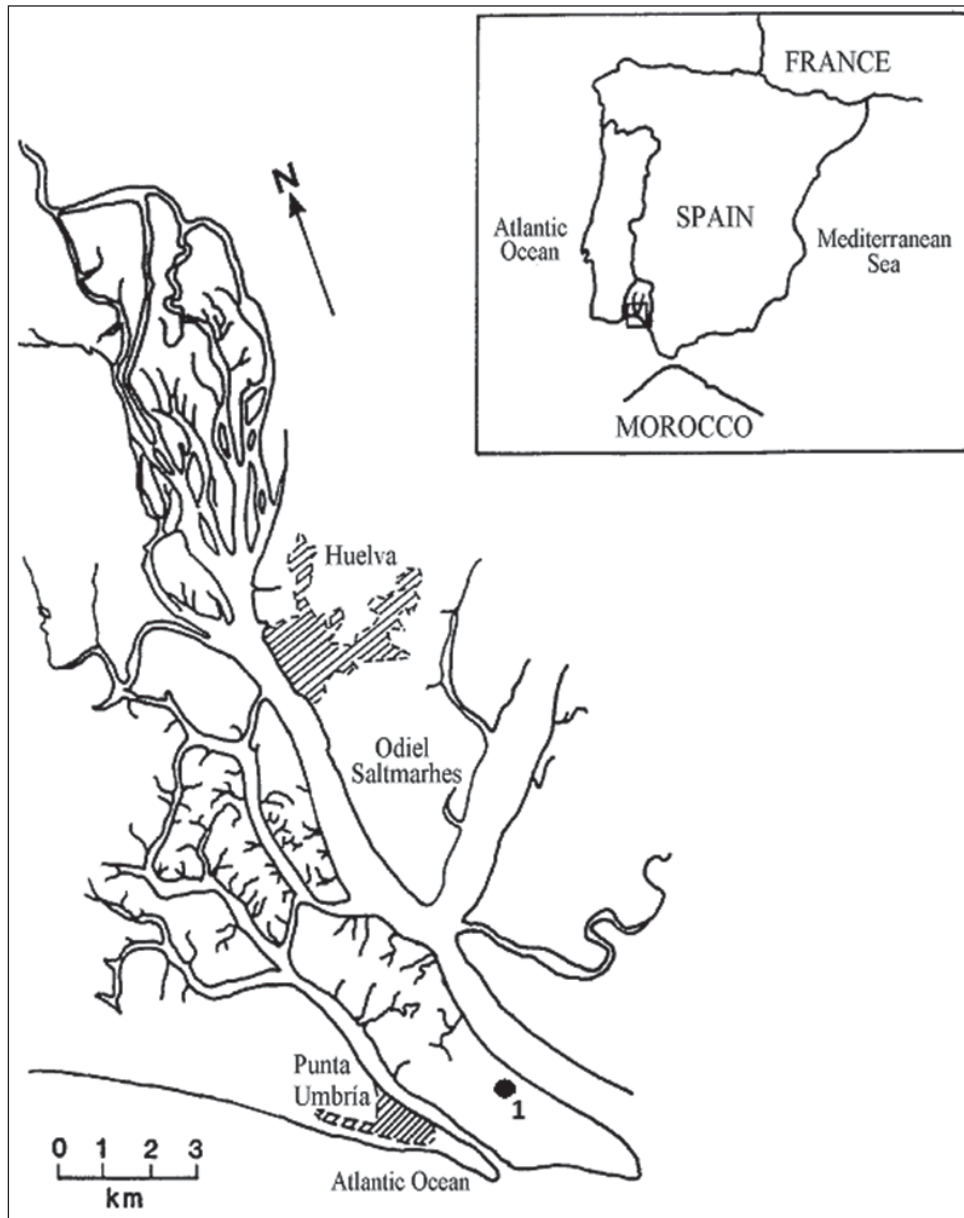 FRANCE
N
SPAIN
Atlantic
Ocean
Mediterranean
Sea
MOROCCO
Huelva
Odiel
Saltmarhes
Punta
Umbría
1
0 1 2 3
km
Atlantic Ocean